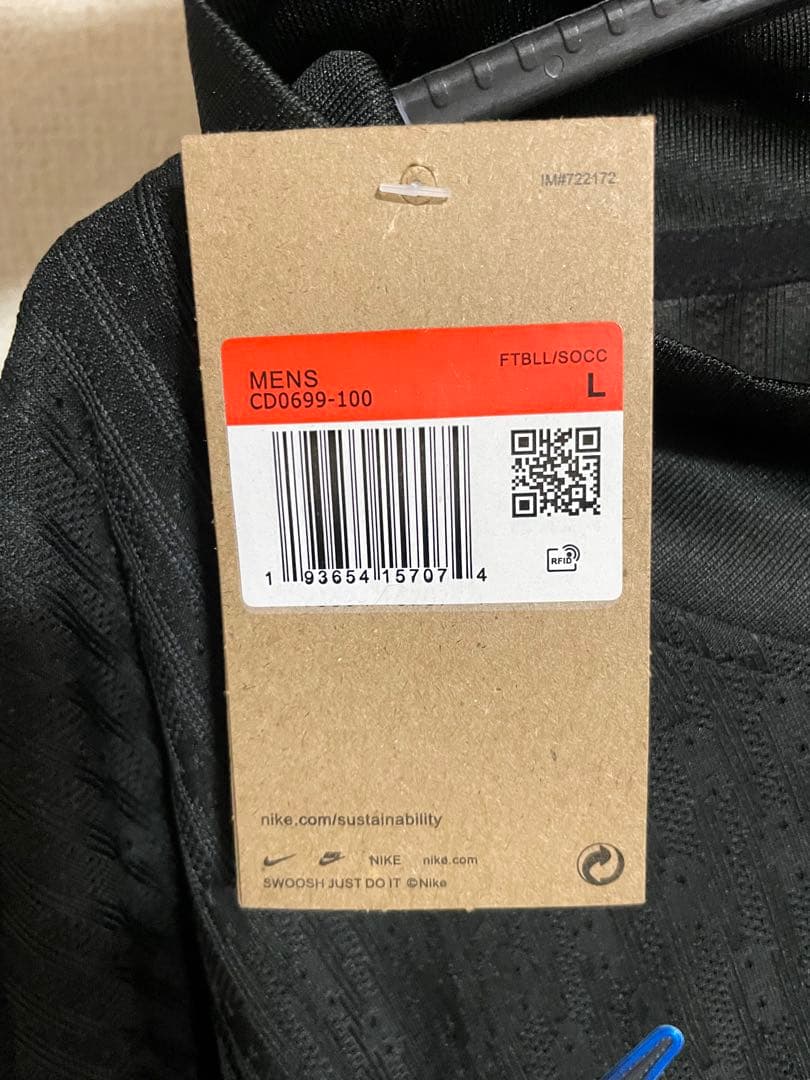 IM#722172
FTBLL/SOCC
MENS
L
CD0699-100
1 93654 15707 4
RFID
nike.com/sustainability
NIKE nike.com
SWOOSH JUST DO IT ©Nike